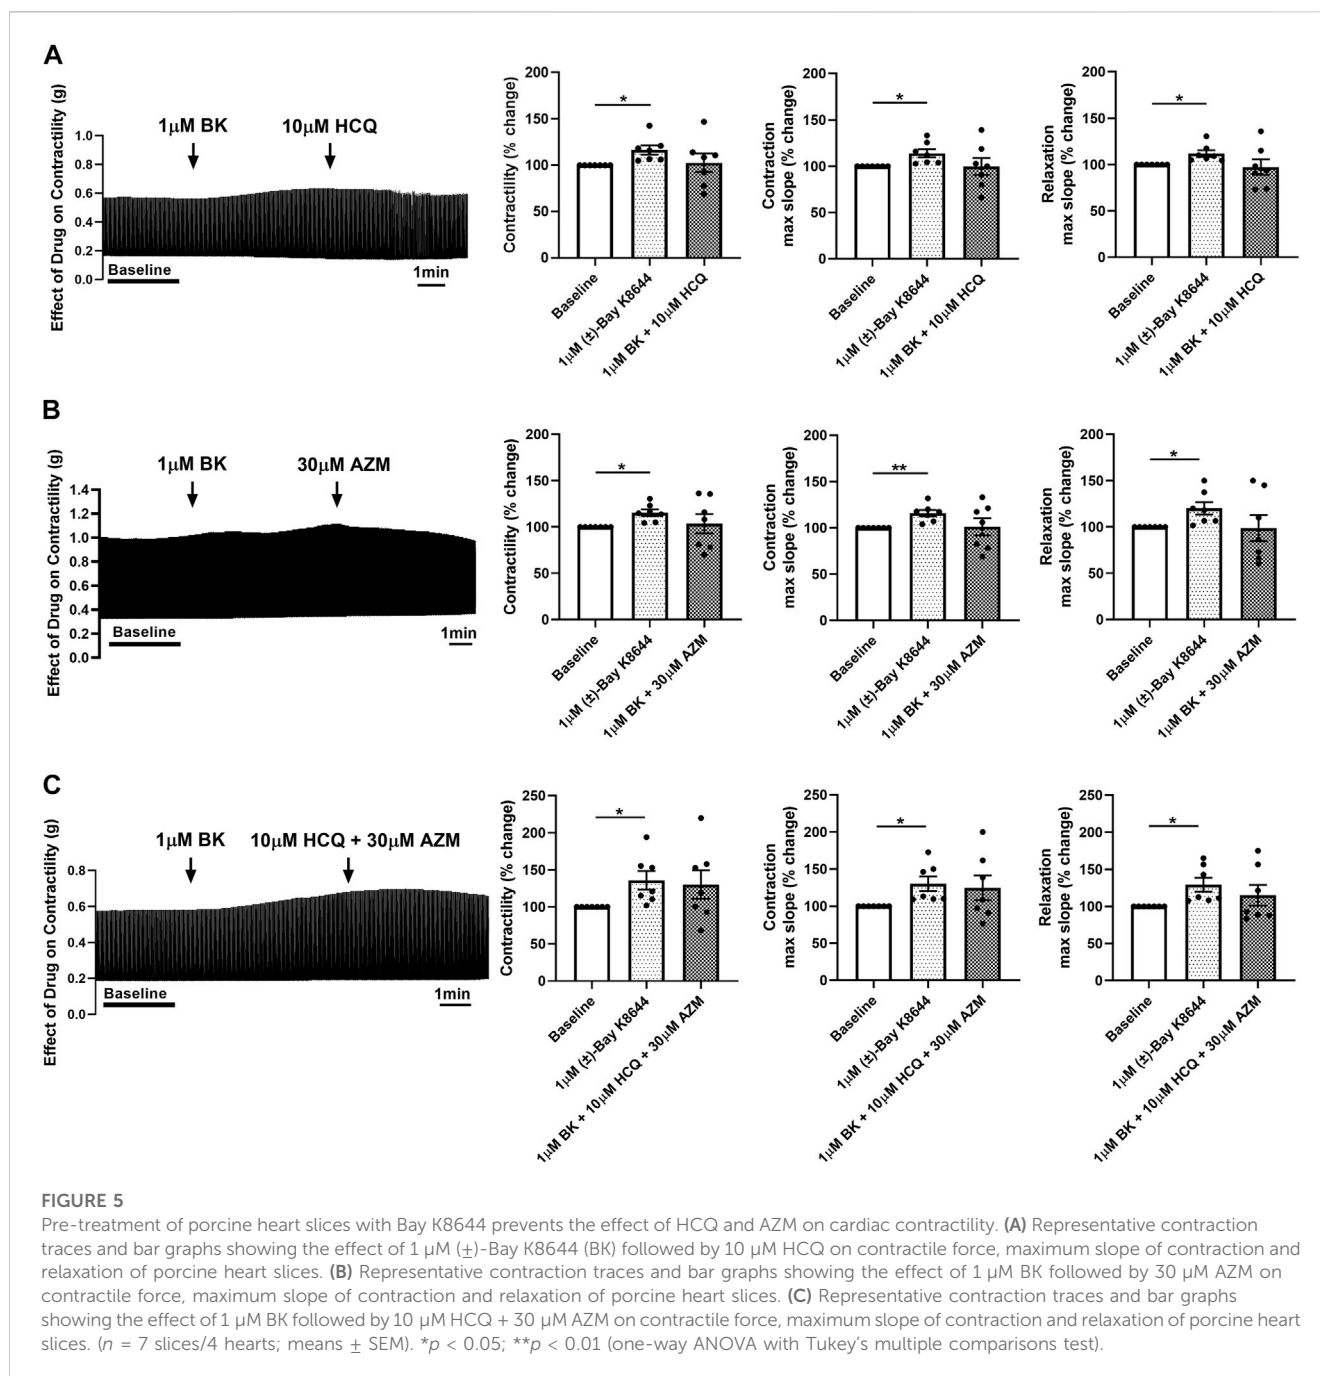 A
Effect of Drug on Contractility (g)
1.0
0.8
0.6
0.4
0.2
0.0
1μM BK
10μM HCQ
Baseline
1min
Contractility (% change)
200
150
100
50
0
*
Baseline
1μM (±)-Bay K8644
1μM BK + 10μM HCQ
Contraction
max slope (% change)
200
150
100
50
0
*
Baseline
1μM (±)-Bay K8644
1μM BK + 10μM HCQ
Relaxation
max slope (% change)
200
150
100
50
0
*
Baseline
1μM (±)-Bay K8644
1μM BK + 10μM HCQ
B
Effect of Drug on Contractility (g)
1.4
1.2
1.0
0.8
0.6
0.4
0.2
0.0
1μM BK
30μM AZM
Baseline
1min
Contractility (% change)
200
150
100
50
0
*
Baseline
1μM (±)-Bay K8644
1μM BK + 30μM AZM
Contraction
max slope (% change)
200
150
100
50
0
**
Baseline
1μM (±)-Bay K8644
1μM BK + 30μM AZM
Relaxation
max slope (% change)
200
150
100
50
0
*
Baseline
1μM (±)-Bay K8644
1μM BK + 30μM AZM
C
Effect of Drug on Contractility (g)
0.8
0.6
0.4
0.2
0.0
1μM BK
10μM HCQ + 30μM AZM
Baseline
1min
Contractility (% change)
250
200
150
100
50
0
*
Baseline
1μM (±)-Bay K8644
1μM BK + 10μM HCQ + 30μM AZM
Contraction
max slope (% change)
250
200
150
100
50
0
*
Baseline
1μM (±)-Bay K8644
1μM BK + 10μM HCQ + 30μM AZM
Relaxation
max slope (% change)
250
200
150
100
50
0
*
Baseline
1μM (±)-Bay K8644
1μM BK + 10μM HCQ + 30μM AZM
FIGURE 5
Pre-treatment of porcine heart slices with Bay K8644 prevents the effect of HCQ and AZM on cardiac contractility. (A) Representative contraction
traces and bar graphs showing the effect of 1 μM (±)-Bay K8644 (BK) followed by 10 μM HCQ on contractile force, maximum slope of contraction and
relaxation of porcine heart slices. (B) Representative contraction traces and bar graphs showing the effect of 1 μM BK followed by 30 μM AZM on
contractile force, maximum slope of contraction and relaxation of porcine heart slices. (C) Representative contraction traces and bar graphs
showing the effect of 1 μM BK followed by 10 μM HCQ + 30 μM AZM on contractile force, maximum slope of contraction and relaxation of porcine heart
slices. (n = 7 slices/4 hearts; means ± SEM). *p < 0.05; **p < 0.01 (one-way ANOVA with Tukey's multiple comparisons test).